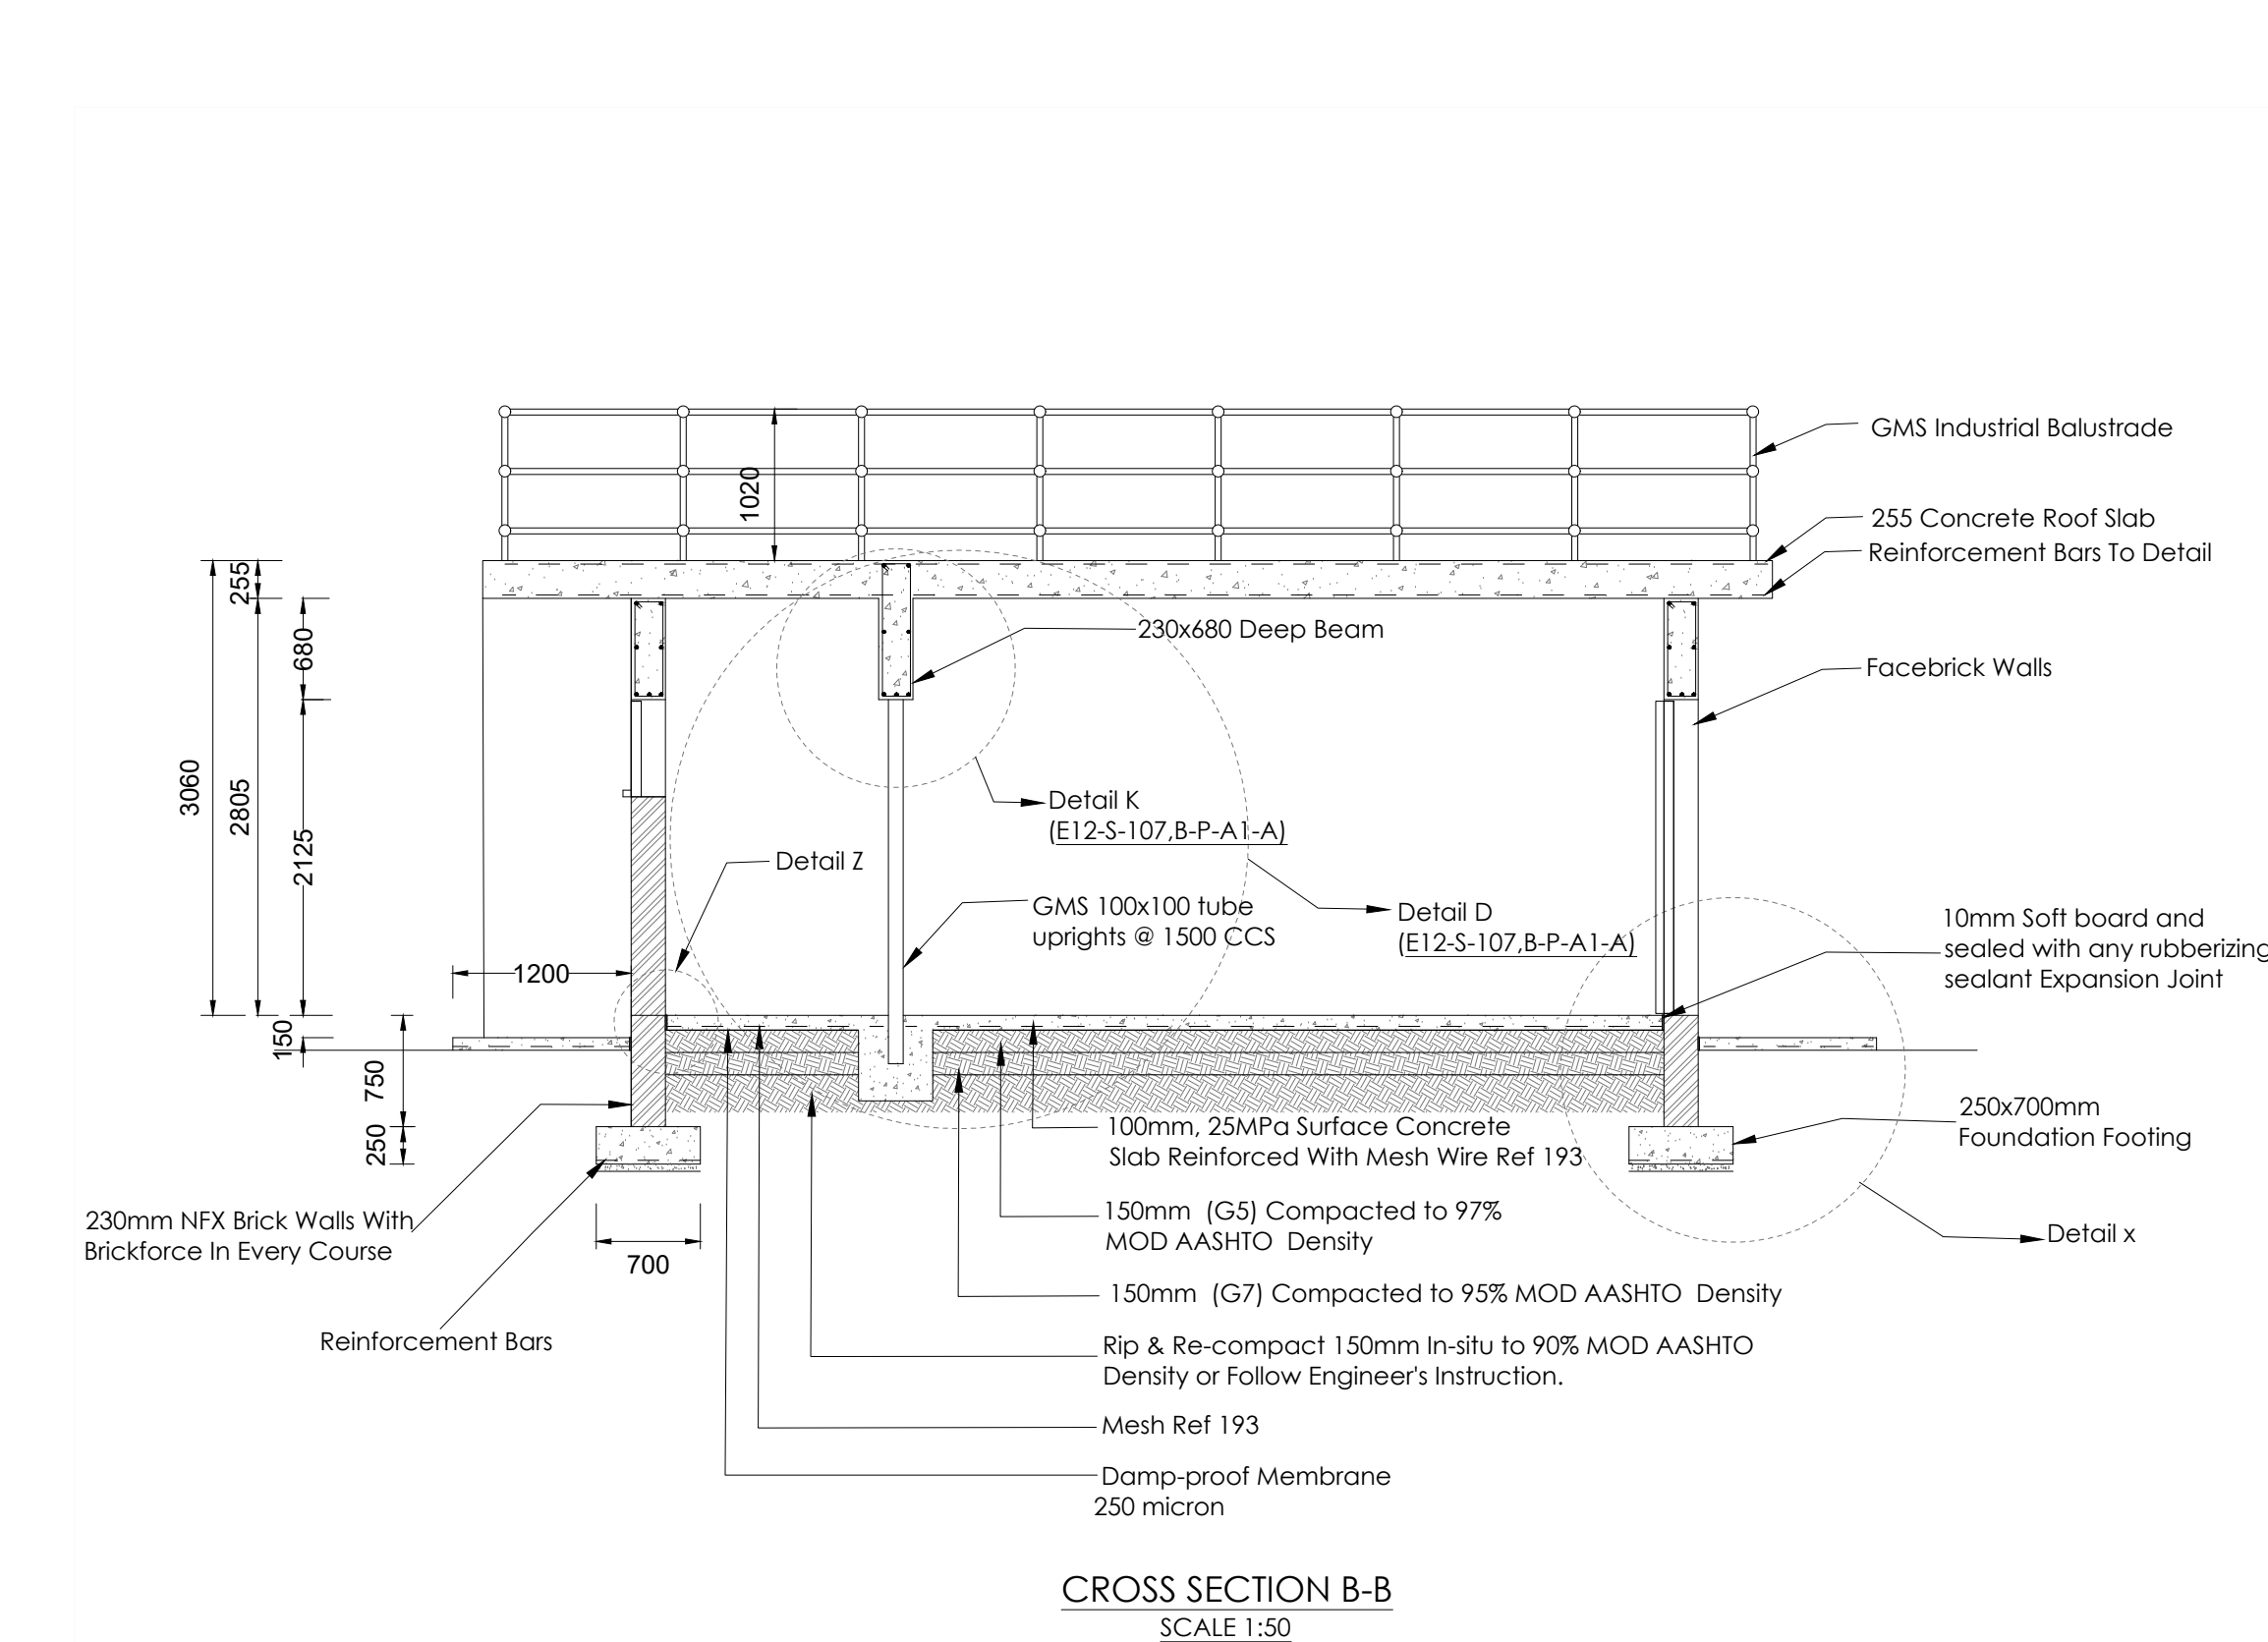 GMS Industrial Balustrade
1020
255 Concrete Roof Slab
Reinforcement Bars To Detail
255
230x680 Deep Beam
680
Facebrick Walls
3060
2805
2125
Detail K
(E12-S-107,B-P-A1-A)
Detail Z
GMS 100x100 tube
uprights @ 1500 CCS
Detail D
(E12-S-107,B-P-A1-A)
10mm Soft board and
sealed with any rubberizing
sealant Expansion Joint
1200
150
750
250
250x700mm
Foundation Footing
100mm, 25MPa Surface Concrete
Slab Reinforced With Mesh Wire Ref 193
230mm NFX Brick Walls With
Brickforce In Every Course
150mm (G5) Compacted to 97%
MOD AASHTO Density
Detail x
700
150mm (G7) Compacted to 95% MOD AASHTO Density
Reinforcement Bars
Rip & Re-compact 150mm In-situ to 90% MOD AASHTO
Density or Follow Engineer's Instruction.
Mesh Ref 193
Damp-proof Membrane
250 micron
CROSS SECTION B-B
SCALE 1:50